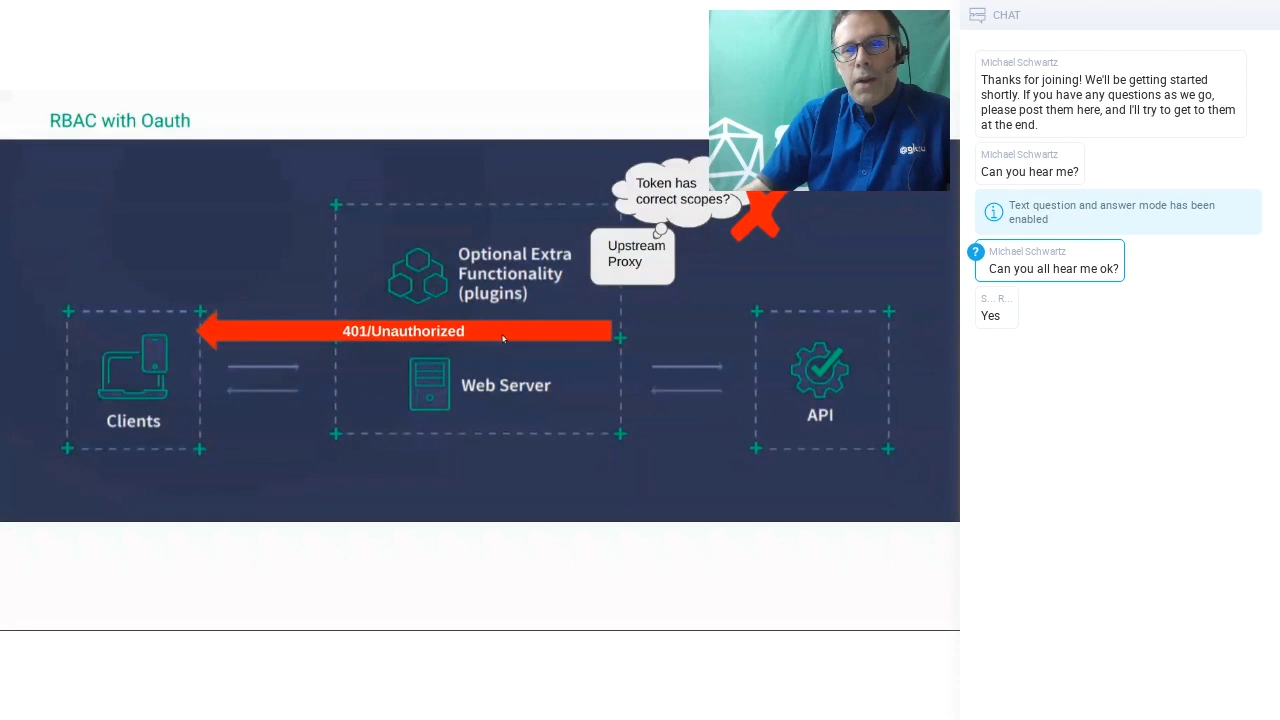 CHAT
Michael Schwartz
Thanks for joining! We'll be getting started
shortly. If you have any questions as we go,
please post them here, and I'll try to get to them
at the end.
Michael Schwartz
Can you hear me?
Text question and answer mode has been
enabled
?
Michael Schwartz
Can you all hear me ok?
S... R...
Yes
RBAC with Oauth
Token has
correct scopes?
Upstream
Proxy
Optional Extra
Functionality
(plugins)
401/Unauthorized
Web Server
Clients
API